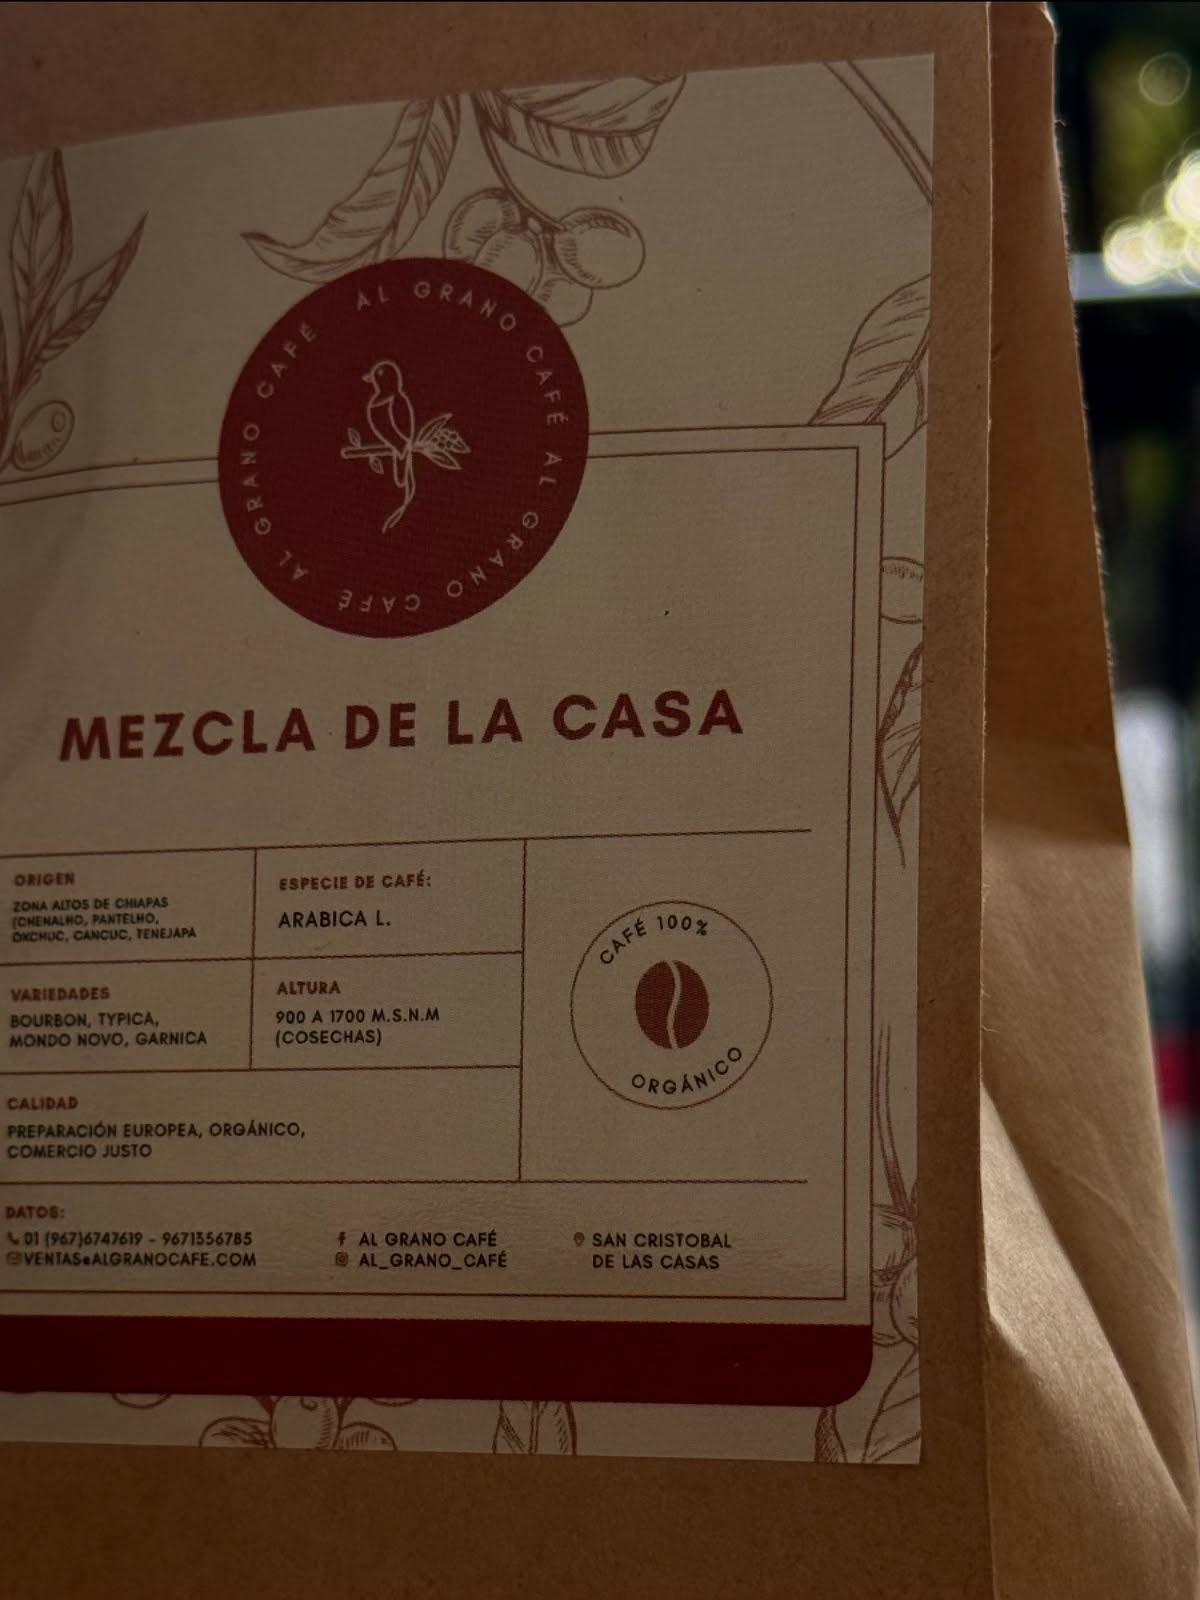 AL GRANO CAFÉ AL GRANO CAFÉ AL GRANO CAFÉ
MEZCLA DE LA CASA
ORIGEN
ZONA ALTOS DE CHIAPAS
(CHENALHO, PANTELHO,
OXCHUC, CANCUC, TENEJAPA
ESPECIE DE CAFÉ:
ARABICA L.
VARIEDADES
BOURBON, TYPICA,
MONDO NOVO, GARNICA
ALTURA
900 A 1700 M.S.N.M
(COSECHAS)
CAFÉ 100%
ORGÁNICO
CALIDAD
PREPARACIÓN EUROPEA, ORGÁNICO,
COMERCIO JUSTO
DATOS:
01 (967)6747619 - 9671356785
VENTAS@ALGRANOCAFE.COM
AL GRANO CAFÉ
AL_GRANO_CAFÉ
SAN CRISTOBAL
DE LAS CASAS